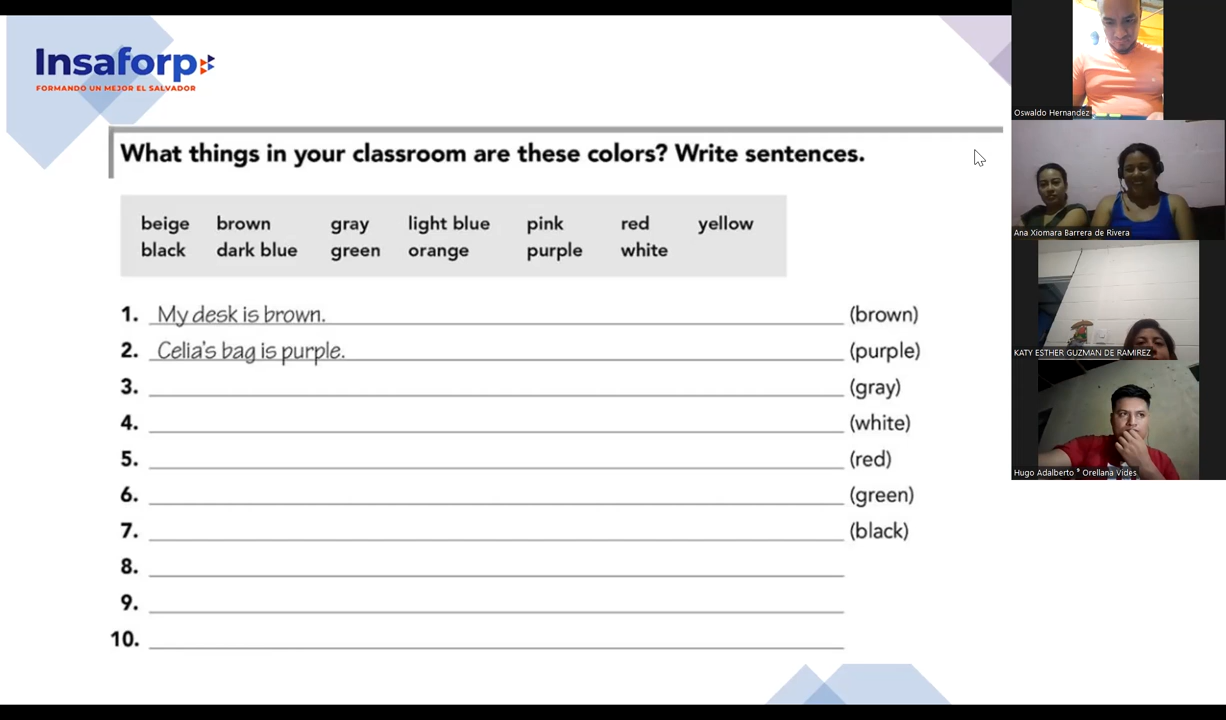 Insaforp
FORMANDO UN MEJOR EL SALVADOR
What things in your classroom are these colors? Write sentences.
beige brown gray light blue pink red yellow
black dark blue green orange purple white
1. My desk is brown. (brown)
2. Celia's bag is purple. (purple)
3. (gray)
4. (white)
5. (red)
6. (green)
7. (black)
8.
9.
10.
Oswaldo Hernandez
Ana Xiomara Barrera de Rivera
KATY ESTHER GUZMAN DE RAMIREZ
Hugo Adalberto Orellana Vides